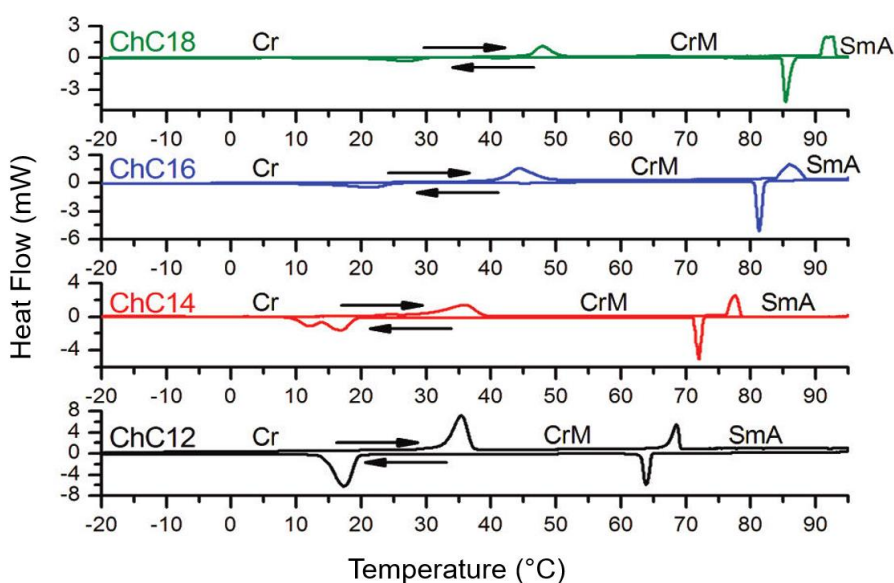 Heat Flow (mW)
3
0
-3
ChC18 Cr CrM SmA
-20 -10 0 10 20 30 40 50 60 70 80 90
3
0
-3
-6
ChC16 Cr CrM SmA
-20 -10 0 10 20 30 40 50 60 70 80 90
4
0
-4
ChC14 Cr CrM SmA
-20 -10 0 10 20 30 40 50 60 70 80 90
8
4
0
-4
-8
ChC12 Cr CrM SmA
-20 -10 0 10 20 30 40 50 60 70 80 90
Temperature (°C)